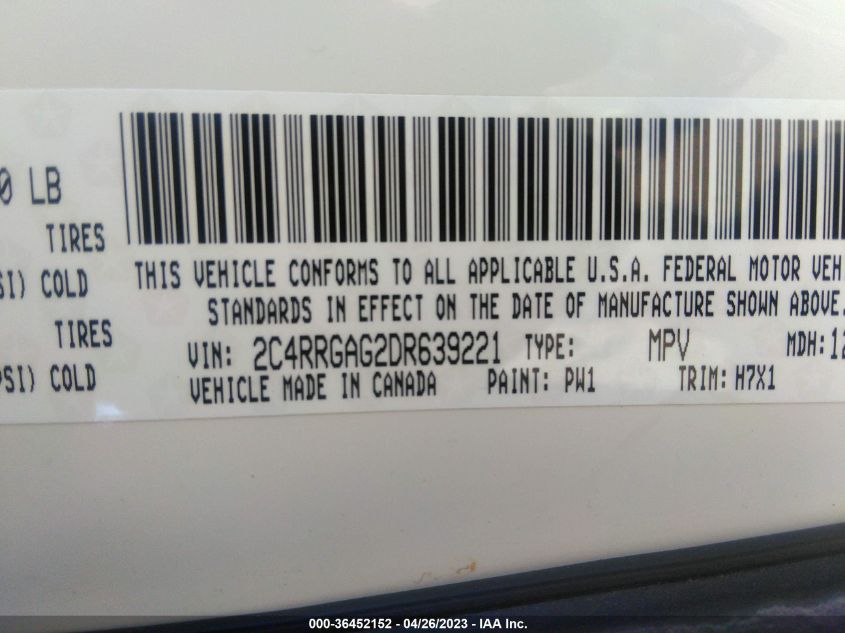 0 LB
TIRES
SI) COLD
TIRES
PSI) COLD
THIS VEHICLE CONFORMS TO ALL APPLICABLE U.S.A. FEDERAL MOTOR VEH
STANDARDS IN EFFECT ON THE DATE OF MANUFACTURE SHOWN ABOVE.
VIN: 2C4RRGAG2DR639221 TYPE: MPV MDH:12
VEHICLE MADE IN CANADA PAINT: PW1 TRIM: H7X1
000-36452152 - 04/26/2023 - IAA Inc.